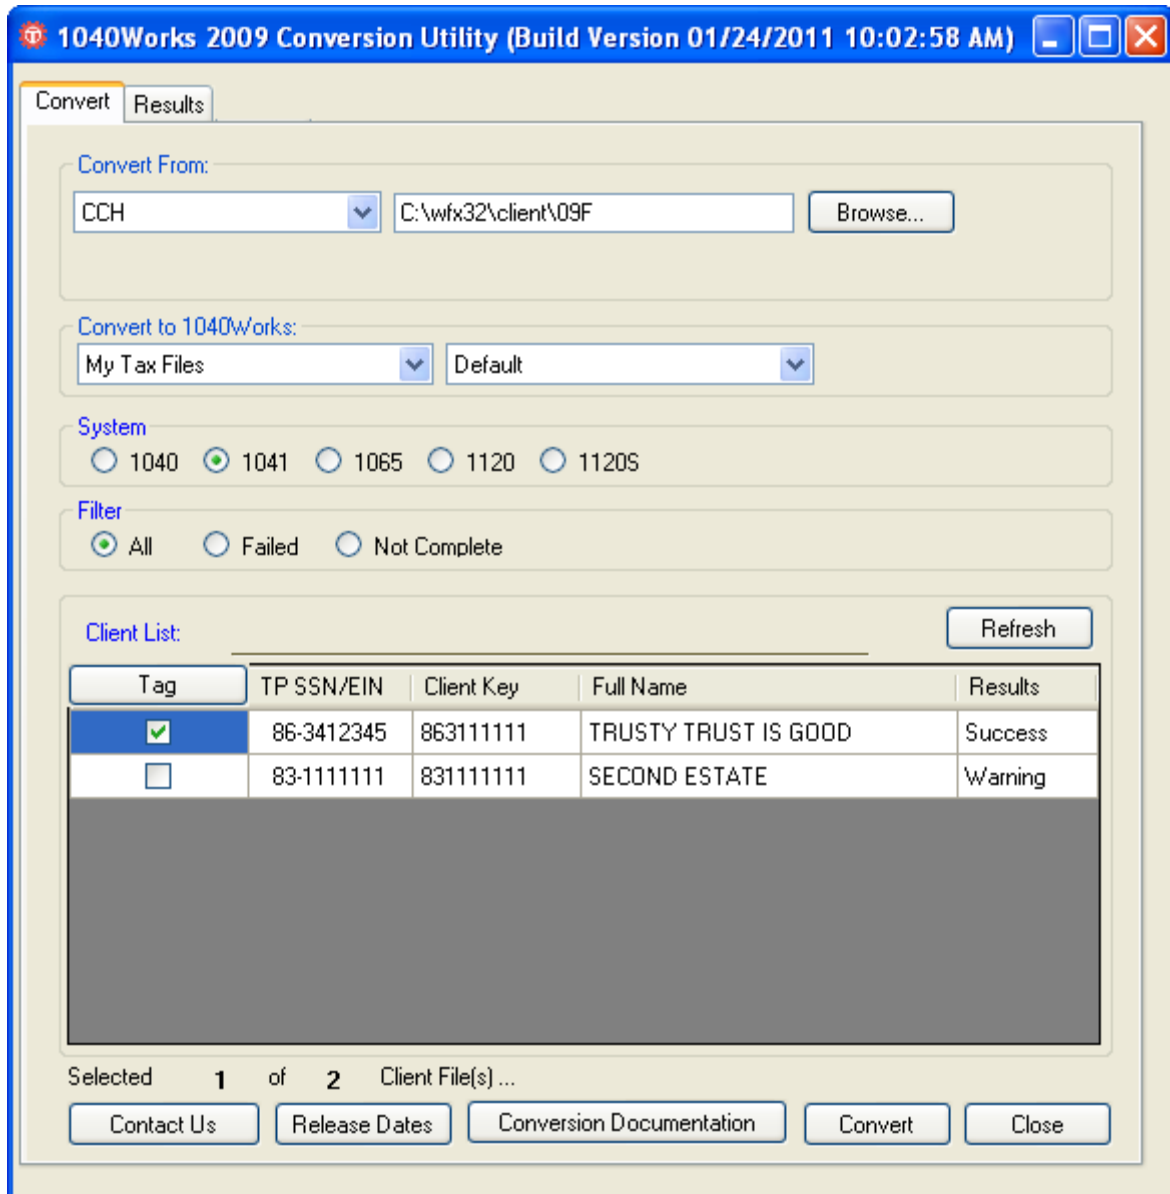 1040Works 2009 Conversion Utility (Build Version 01/24/2011 10:02:58 AM)
Convert Results
Convert From:
CCH C:\wfx32\client\09F Browse...
Convert to 1040Works:
My Tax Files Default
System
1040 1041 1065 1120 1120S
Filter
All Failed Not Complete
Client List: Refresh
Tag TP SSN/EIN Client Key Full Name Results
86-3412345 863111111 TRUSTY TRUST IS GOOD Success
83-1111111 831111111 SECOND ESTATE Warning
Selected 1 of 2 Client File(s) ...
Contact Us Release Dates Conversion Documentation Convert Close